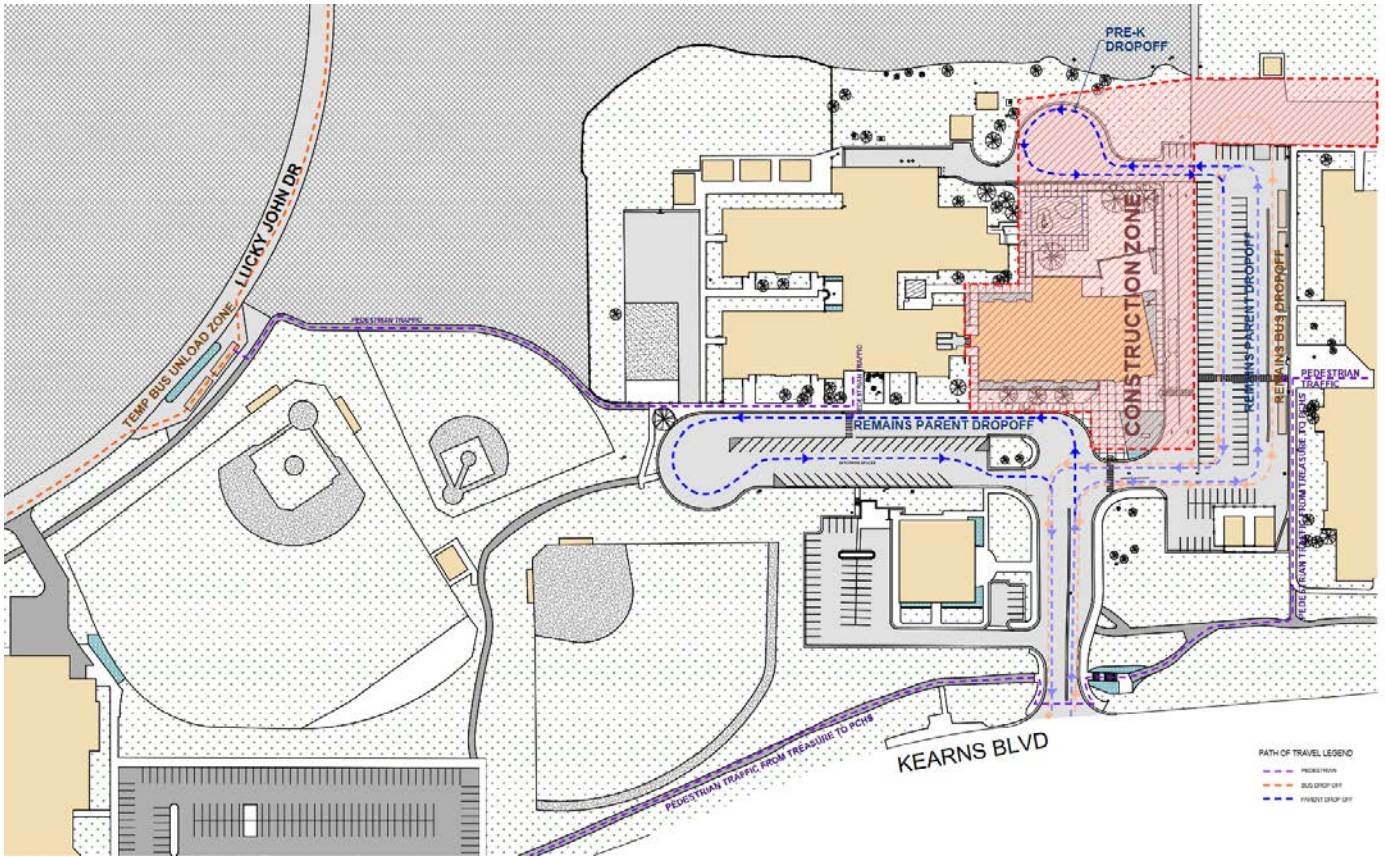 PRE-K
DROPOFF
LUCKY JOHN DR
TEMP BUS UNLOAD ZONE
PEDESTRIAN TRAFFIC
PEDESTRIAN TRAFFIC
CONSTRUCTION ZONE
REMAINS PARENT DROPOFF
REMAINS BUS DROPOFF
PEDESTRIAN
TRAFFIC
REMAINS PARENT DROPOFF
PEDESTRIAN TRAFFIC FROM TREASURE TO PCHS
PEDESTRIAN TRAFFIC FROM TREASURE TO PCHS
KEARNS BLVD
PATH OF TRAVEL LEGEND
PEDESTRIAN
BUS DROP OFF
PARENT DROP OFF